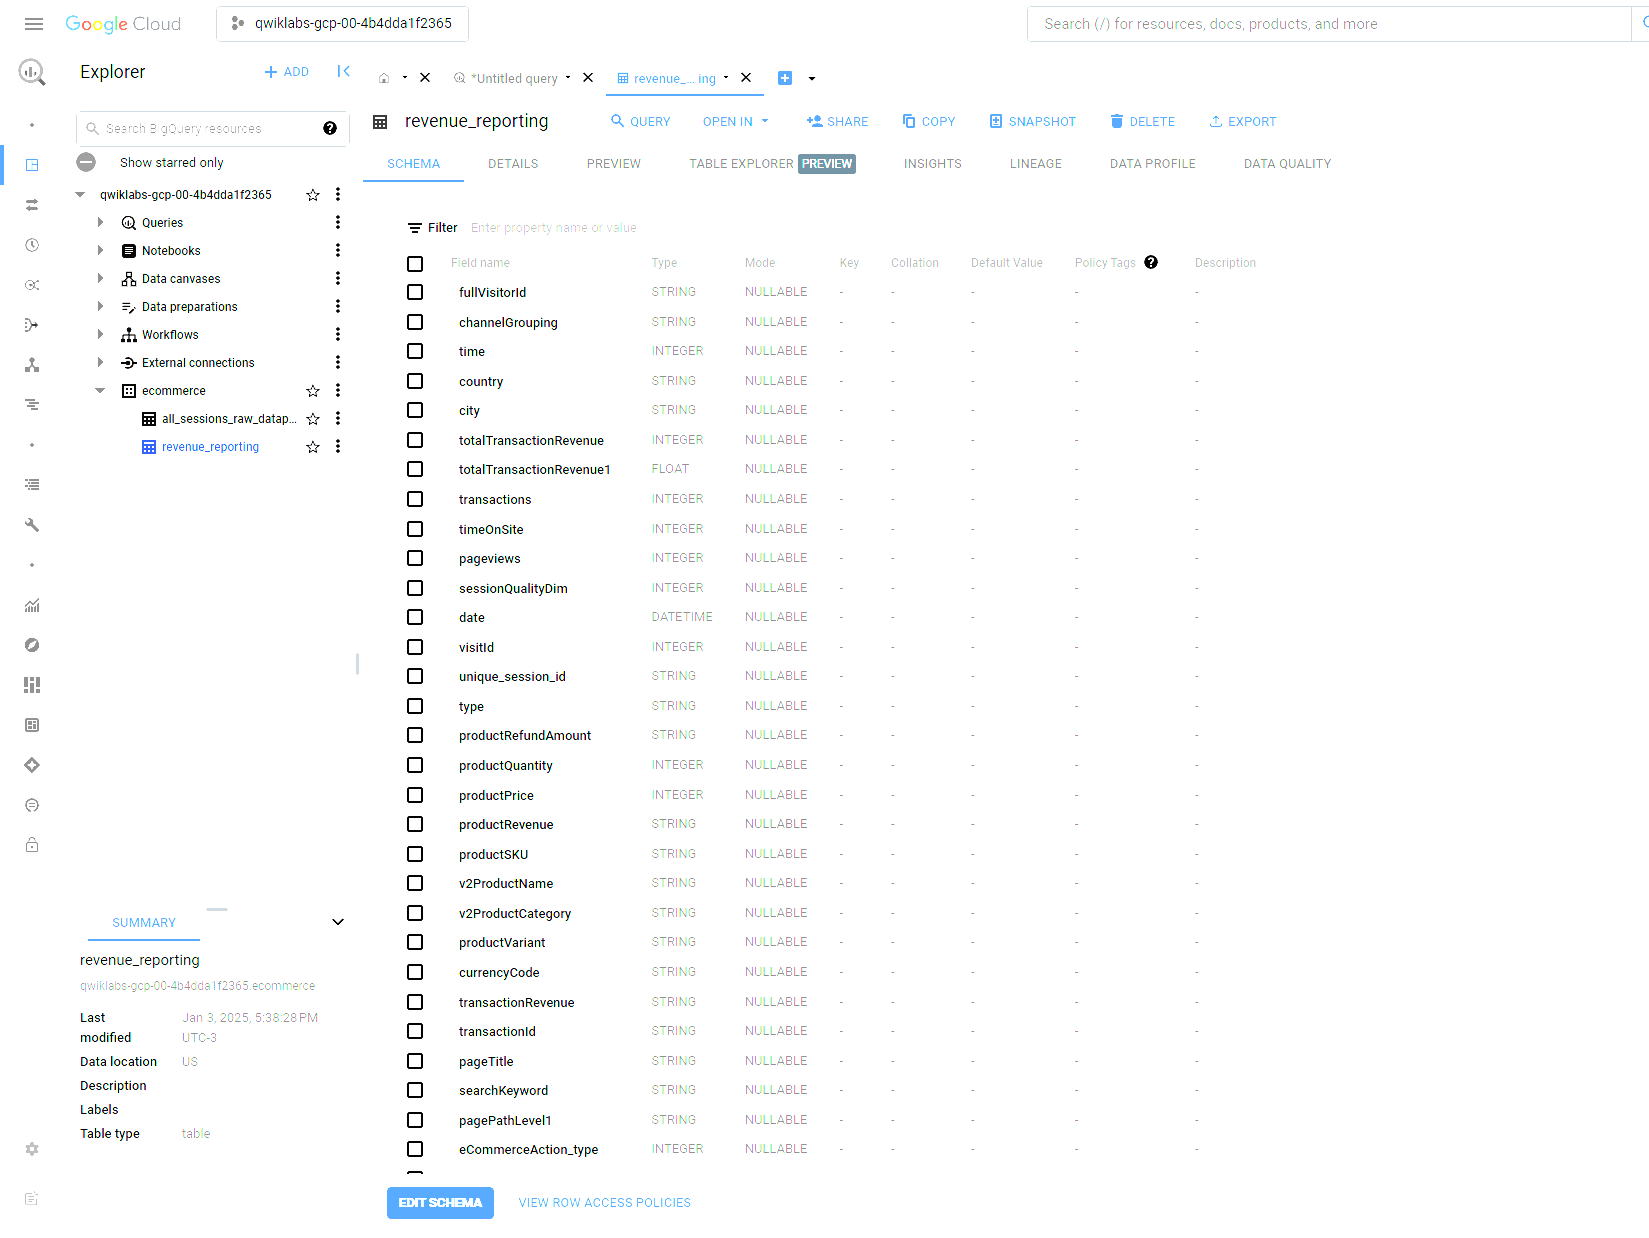 Google Cloud
qwiklabs-gcp-00-4b4dda1f2365
Search (/) for resources, docs, products, and more
Explorer
ADD
*Untitled query
revenue_... ing
Search BigQuery resources
Show starred only
qwiklabs-gcp-00-4b4dda1f2365
Queries
Notebooks
Data canvases
Data preparations
Workflows
External connections
ecommerce
all_sessions_raw_datap...
revenue_reporting
revenue_reporting
QUERY
OPEN IN
SHARE
COPY
SNAPSHOT
DELETE
EXPORT
SCHEMA
DETAILS
PREVIEW
TABLE EXPLORER PREVIEW
INSIGHTS
LINEAGE
DATA PROFILE
DATA QUALITY
Filter Enter property name or value
Field name Type Mode Key Collation Default Value Policy Tags Description
fullVisitorId STRING NULLABLE - - - - -
channelGrouping STRING NULLABLE - - - - -
time INTEGER NULLABLE - - - - -
country STRING NULLABLE - - - - -
city STRING NULLABLE - - - - -
totalTransactionRevenue INTEGER NULLABLE - - - - -
totalTransactionRevenue1 FLOAT NULLABLE - - - - -
transactions INTEGER NULLABLE - - - - -
timeOnSite INTEGER NULLABLE - - - - -
pageviews INTEGER NULLABLE - - - - -
sessionQualityDim INTEGER NULLABLE - - - - -
date DATETIME NULLABLE - - - - -
visitId INTEGER NULLABLE - - - - -
unique_session_id STRING NULLABLE - - - - -
type STRING NULLABLE - - - - -
productRefundAmount STRING NULLABLE - - - - -
productQuantity INTEGER NULLABLE - - - - -
productPrice INTEGER NULLABLE - - - - -
productRevenue STRING NULLABLE - - - - -
productSKU STRING NULLABLE - - - - -
v2ProductName STRING NULLABLE - - - - -
v2ProductCategory STRING NULLABLE - - - - -
productVariant STRING NULLABLE - - - - -
currencyCode STRING NULLABLE - - - - -
transactionRevenue STRING NULLABLE - - - - -
transactionId STRING NULLABLE - - - - -
pageTitle STRING NULLABLE - - - - -
searchKeyword STRING NULLABLE - - - - -
pagePathLevel1 STRING NULLABLE - - - - -
eCommerceAction_type INTEGER NULLABLE - - - - -
EDIT SCHEMA
VIEW ROW ACCESS POLICIES
SUMMARY
revenue_reporting
qwiklabs-gcp-00-4b4dda1f2365.ecommerce
Last modified Jan 3, 2025, 5:38:28 PM UTC-3
Data location US
Description
Labels
Table type table